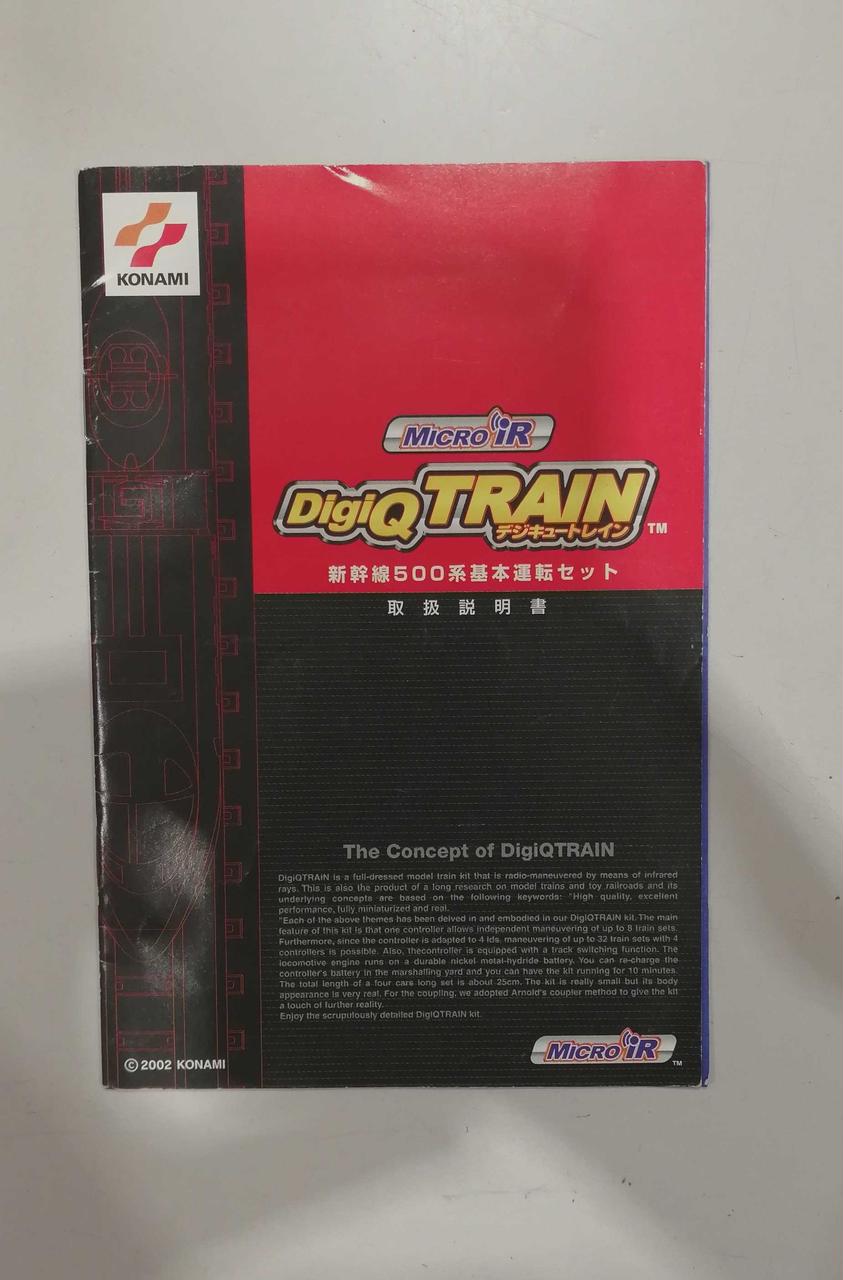 KONAMI
MICRO iR
DigiQ TRAIN
デジキュートレイン TM
新幹線500系基本運転セット
取扱説明書
The Concept of DigiQTRAIN
DigiQTRAIN is a full-dressed model train kit that is radio-maneuvered by means of infrared
rays. This is also the product of a long research on model trains and toy railroads and its
underlying concepts are based on the following keywords: "High quality, excellent
performance, fully miniaturized and real.
"Each of the above themes has been delved in and embodied in our DigiQTRAIN kit. The main
feature of this kit is that one controller allows independent maneuvering of up to 8 train sets.
Furthermore, since the controller is adapted to 4 Ids, maneuvering of up to 32 train sets with 4
controllers is possible. Also, thecontroller is equipped with a track switching function. The
locomotive engine runs on a durable nickel metal-hydride battery. You can re-charge the
controller's battery in the marshalling yard and you can have the kit running for 10 minutes.
The total length of a four cars long set is about 25cm. The kit is really small but its body
appearance is very real. For the coupling, we adopted Arnold's coupler method to give the kit
a touch of further reality.
Enjoy the scrupulously detailed DigiQTRAIN kit.
MICRO iR TM
© 2002 KONAMI